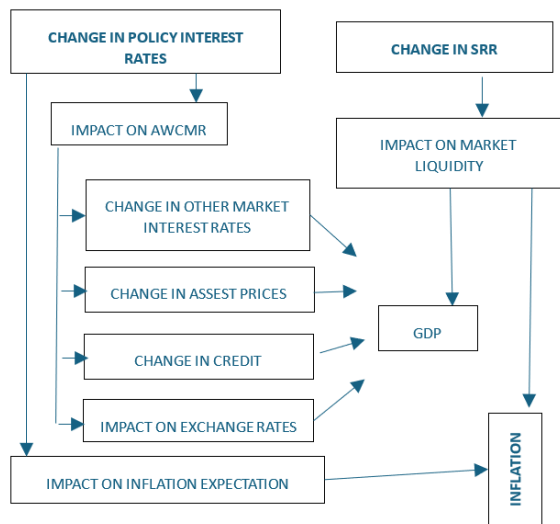 CHANGE IN POLICY INTEREST
RATES
CHANGE IN SRR
IMPACT ON AWCMR
IMPACT ON MARKET
LIQUIDITY
CHANGE IN OTHER MARKET
INTEREST RATES
CHANGE IN ASSEST PRICES
GDP
CHANGE IN CREDIT
IMPACT ON EXCHANGE RATES
IMPACT ON INFLATION EXPECTATION
INFLATION